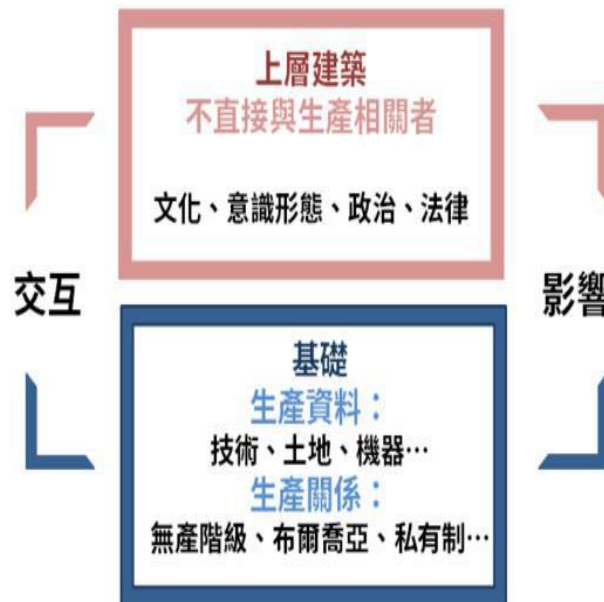 上層建築
不直接與生產相關者
文化、意識形態、政治、法律
交互
影響
基礎
生產資料：
技術、土地、機器…
生產關係：
無產階級、布爾喬亞、私有制…